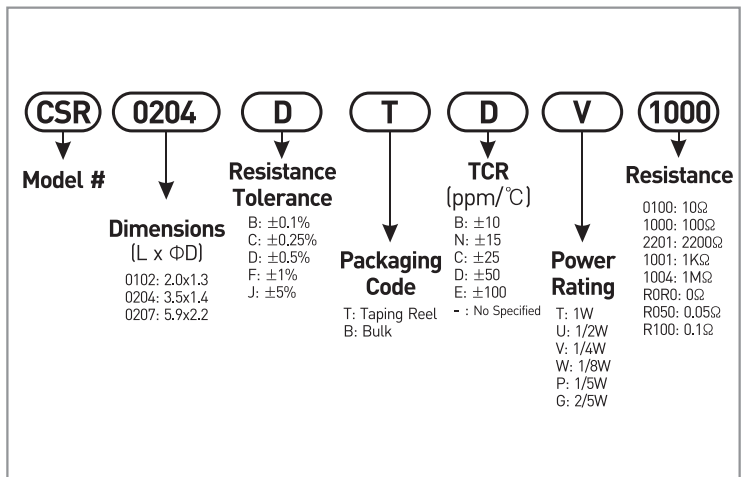 CSR 0204 D T D V 1000
Model #
Dimensions
(L x ΦD)
0102: 2.0x1.3
0204: 3.5x1.4
0207: 5.9x2.2
Resistance
Tolerance
B: ±0.1%
C: ±0.25%
D: ±0.5%
F: ±1%
J: ±5%
Packaging
Code
T: Taping Reel
B: Bulk
TCR
(ppm/℃)
B: ±10
N: ±15
C: ±25
D: ±50
E: ±100
- : No Specified
Power
Rating
T: 1W
U: 1/2W
V: 1/4W
W: 1/8W
P: 1/5W
G: 2/5W
Resistance
0100: 10Ω
1000: 100Ω
2201: 2200Ω
1001: 1KΩ
1004: 1MΩ
R0R0: 0Ω
R050: 0.05Ω
R100: 0.1Ω